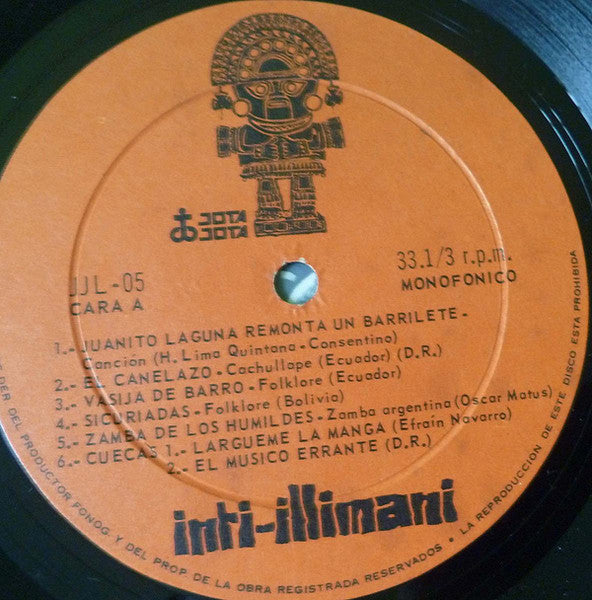 JOTA
JOTA
JJL-05
CARA A
33.1/3 r.p.m.
MONOFONICO
1.- JUANITO LAGUNA REMONTA UN BARRILETE -
Canción (H. Lima Quintana - Consentino)
2.- EL CANELAZO - Cachullape (Ecuador) (D.R.)
3.- VASIJA DE BARRO - Folklore (Ecuador)
4.- SICURIADAS - Folklore (Bolivia)
5.- ZAMBA DE LOS HUMILDES - Zamba argentina (Oscar Matus)
6.- CUECAS 1.- LARGUEME LA MANGA (Efraín Navarro)
2.- EL MUSICO ERRANTE (D.R.)
inti-illimani
DER DEL PRODUCTOR FONOG. Y DEL PROP. DE LA OBRA REGISTRADA RESERVADOS • LA REPRODUCCION DE ESTE DISCO ESTA PROHIBIDA